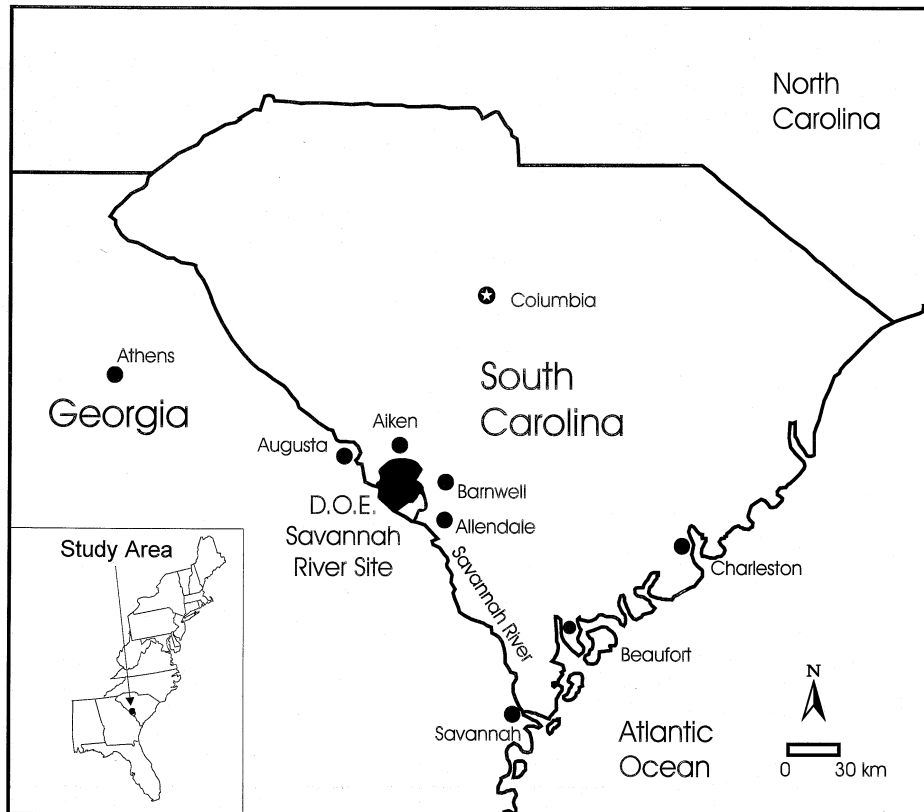 North
Carolina
Columbia
Athens
South
Carolina
Georgia
Aiken
Augusta
Barnwell
D.O.E.
Savannah
River Site
Allendale
Study Area
Savannah River
Charleston
Beaufort
N
Savannah
Atlantic
Ocean
0 30 km